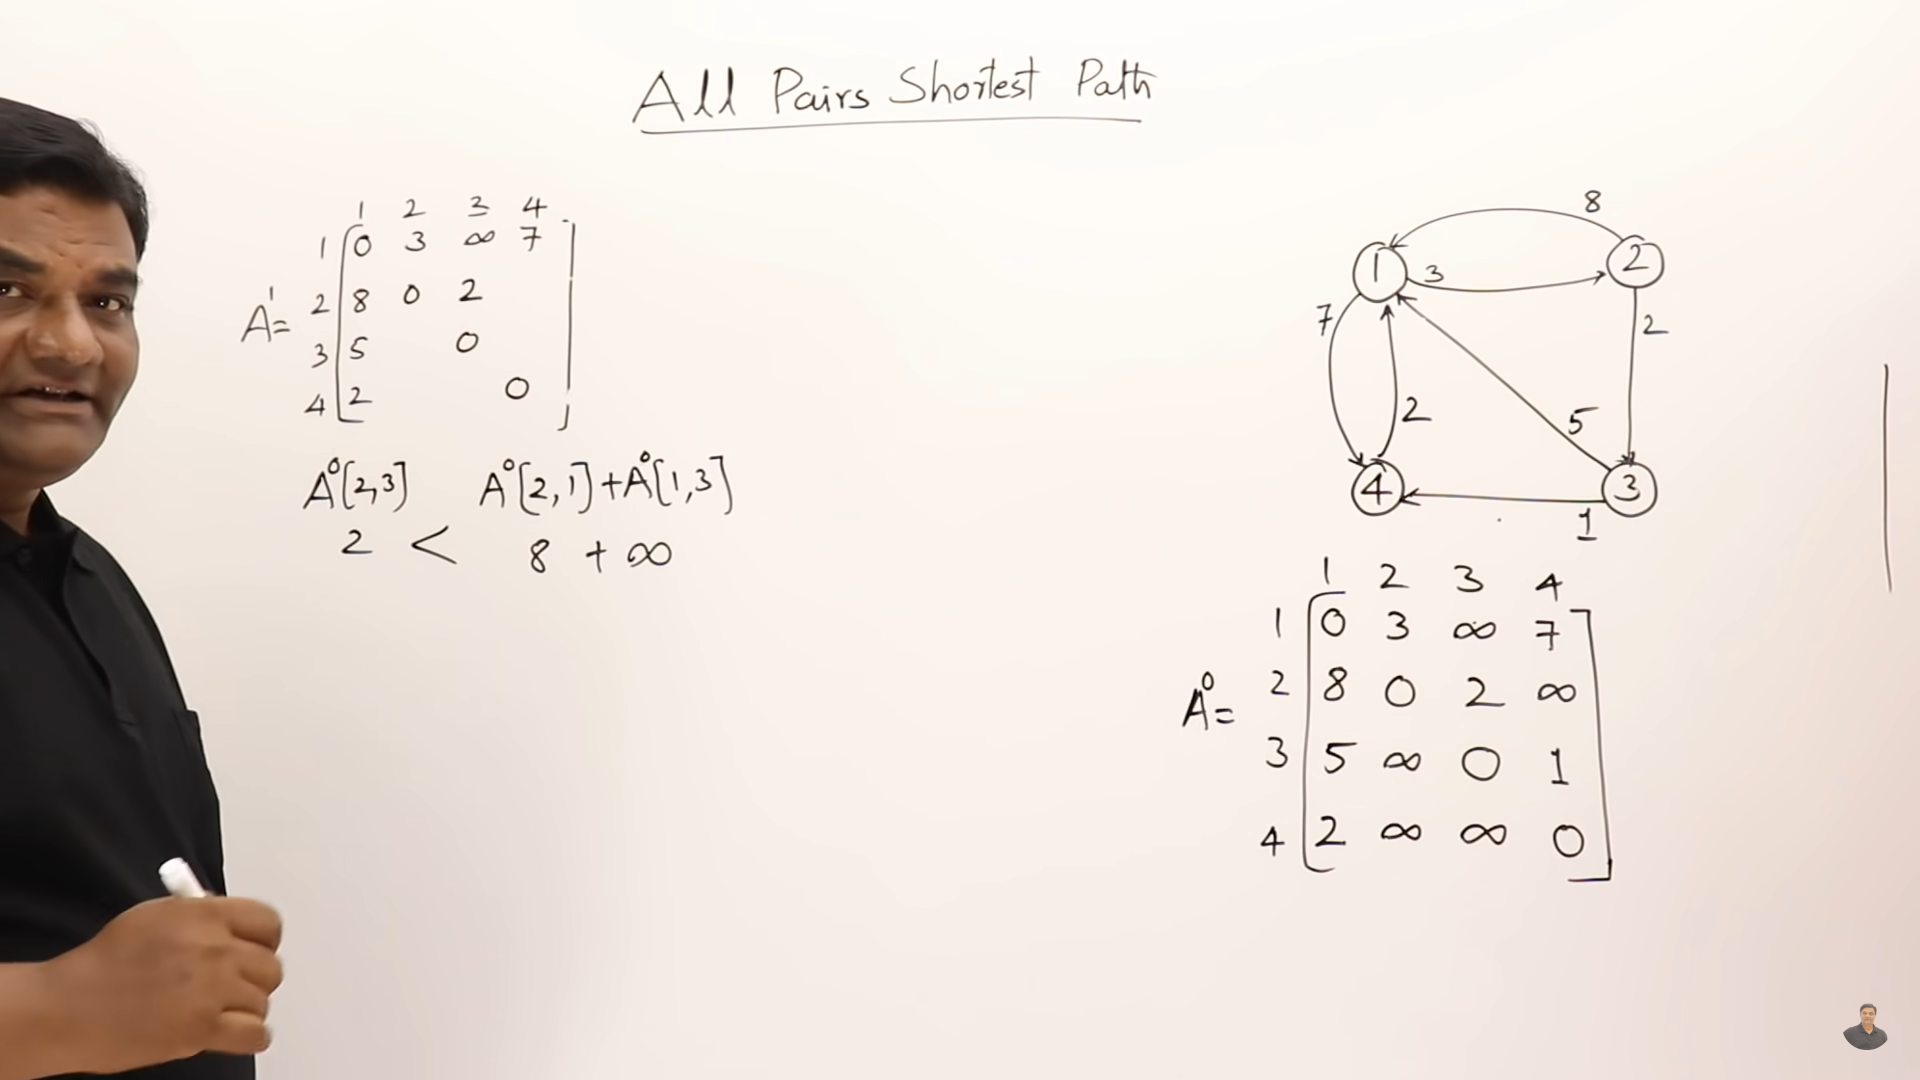 All Pairs Shortest Path
1 2 3 4
1 0 3 ∞ 7
A¹= 2 8 0 2
3 5 0
4 2 0
A⁰[2,3] A⁰[2,1]+A⁰[1,3]
2 < 8 + ∞
8
1 3 2
7 2
2 5
4 3
1
1 2 3 4
1 0 3 ∞ 7
A⁰= 2 8 0 2 ∞
3 5 ∞ 0 1
4 2 ∞ ∞ 0